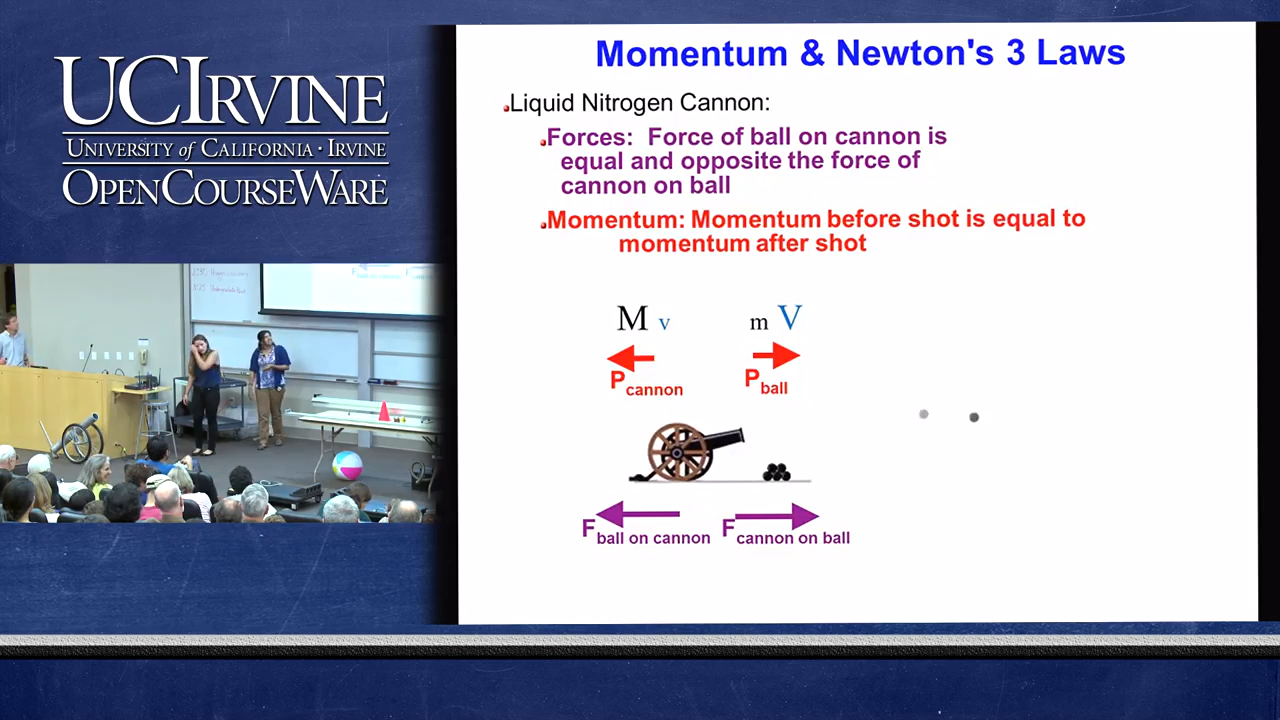 UCIRVINE
UNIVERSITY of CALIFORNIA · IRVINE
OPENCOURSEWARE
Momentum & Newton's 3 Laws
Liquid Nitrogen Cannon:
Forces: Force of ball on cannon is
equal and opposite the force of
cannon on ball
Momentum: Momentum before shot is equal to
momentum after shot
M v m V
Pcannon Pball
Fball on cannon Fcannon on ball